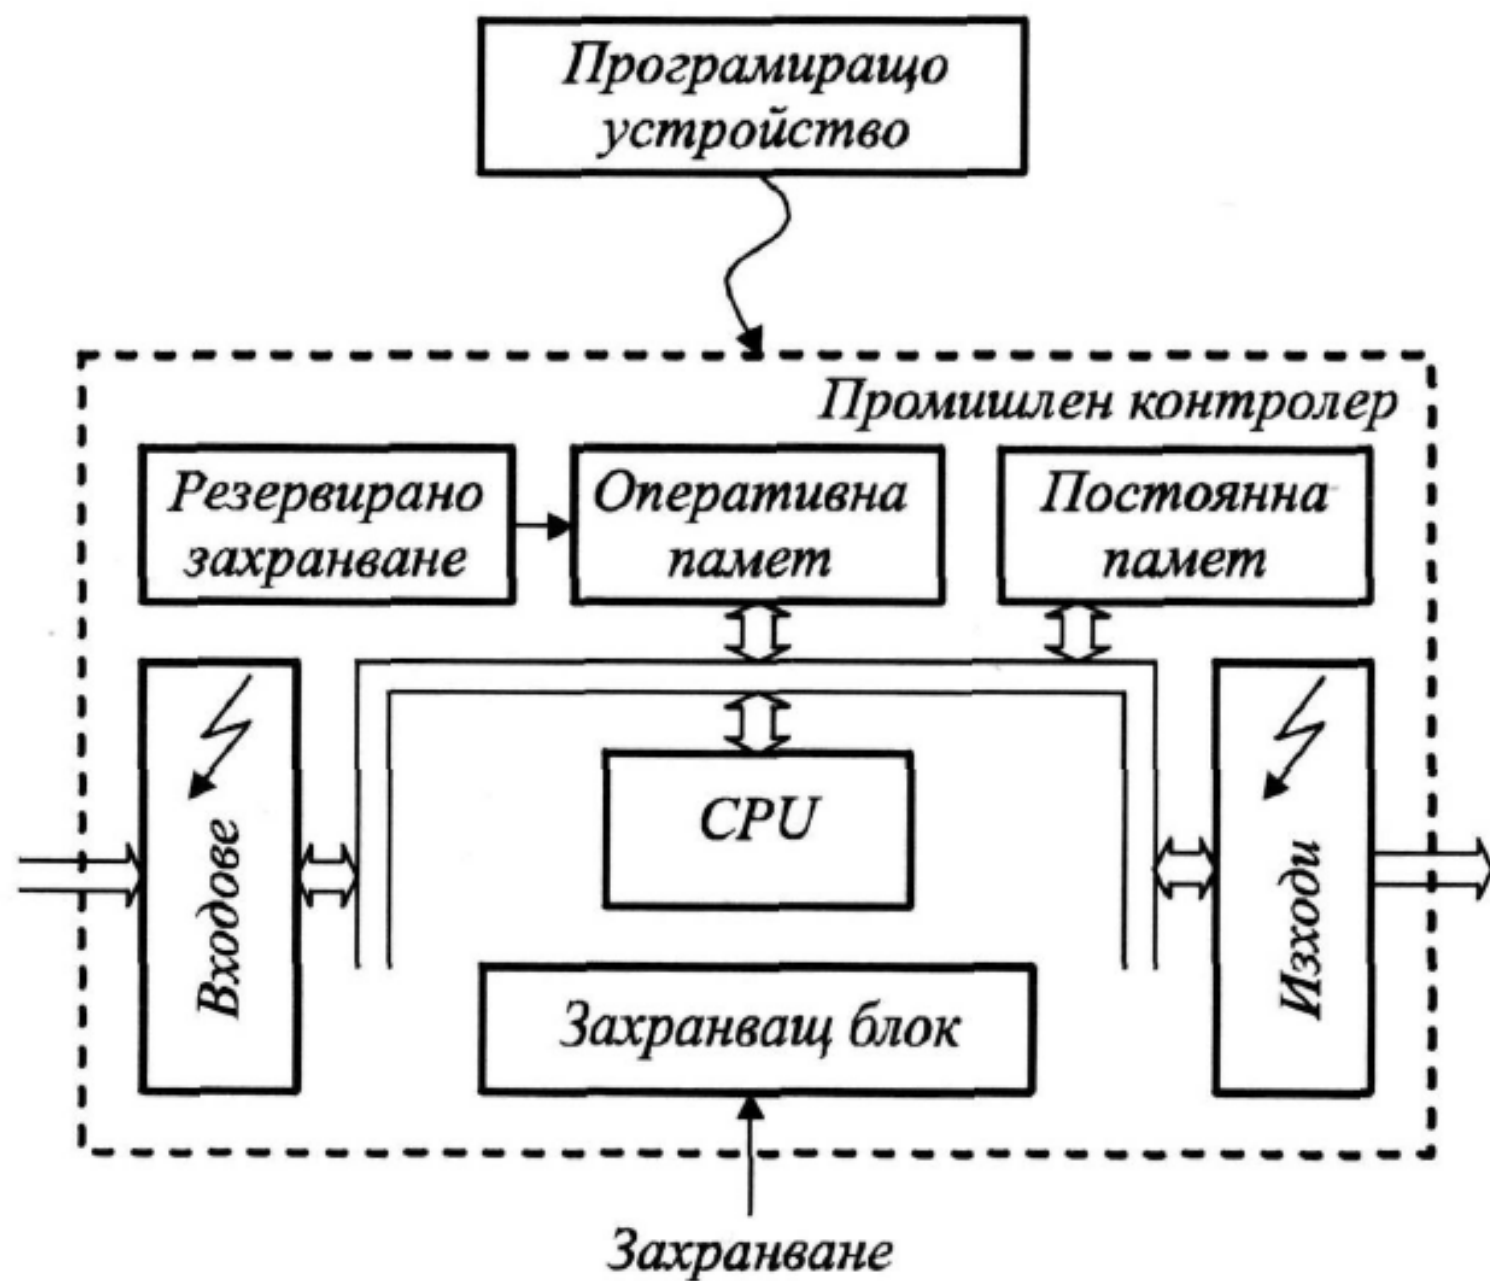 Програмиращо
устройство
Промишлен контролер
Резервирано
захранване
Оперативна
памет
Постоянна
памет
Входове
CPU
Изходи
Захранващ блок
Захранване